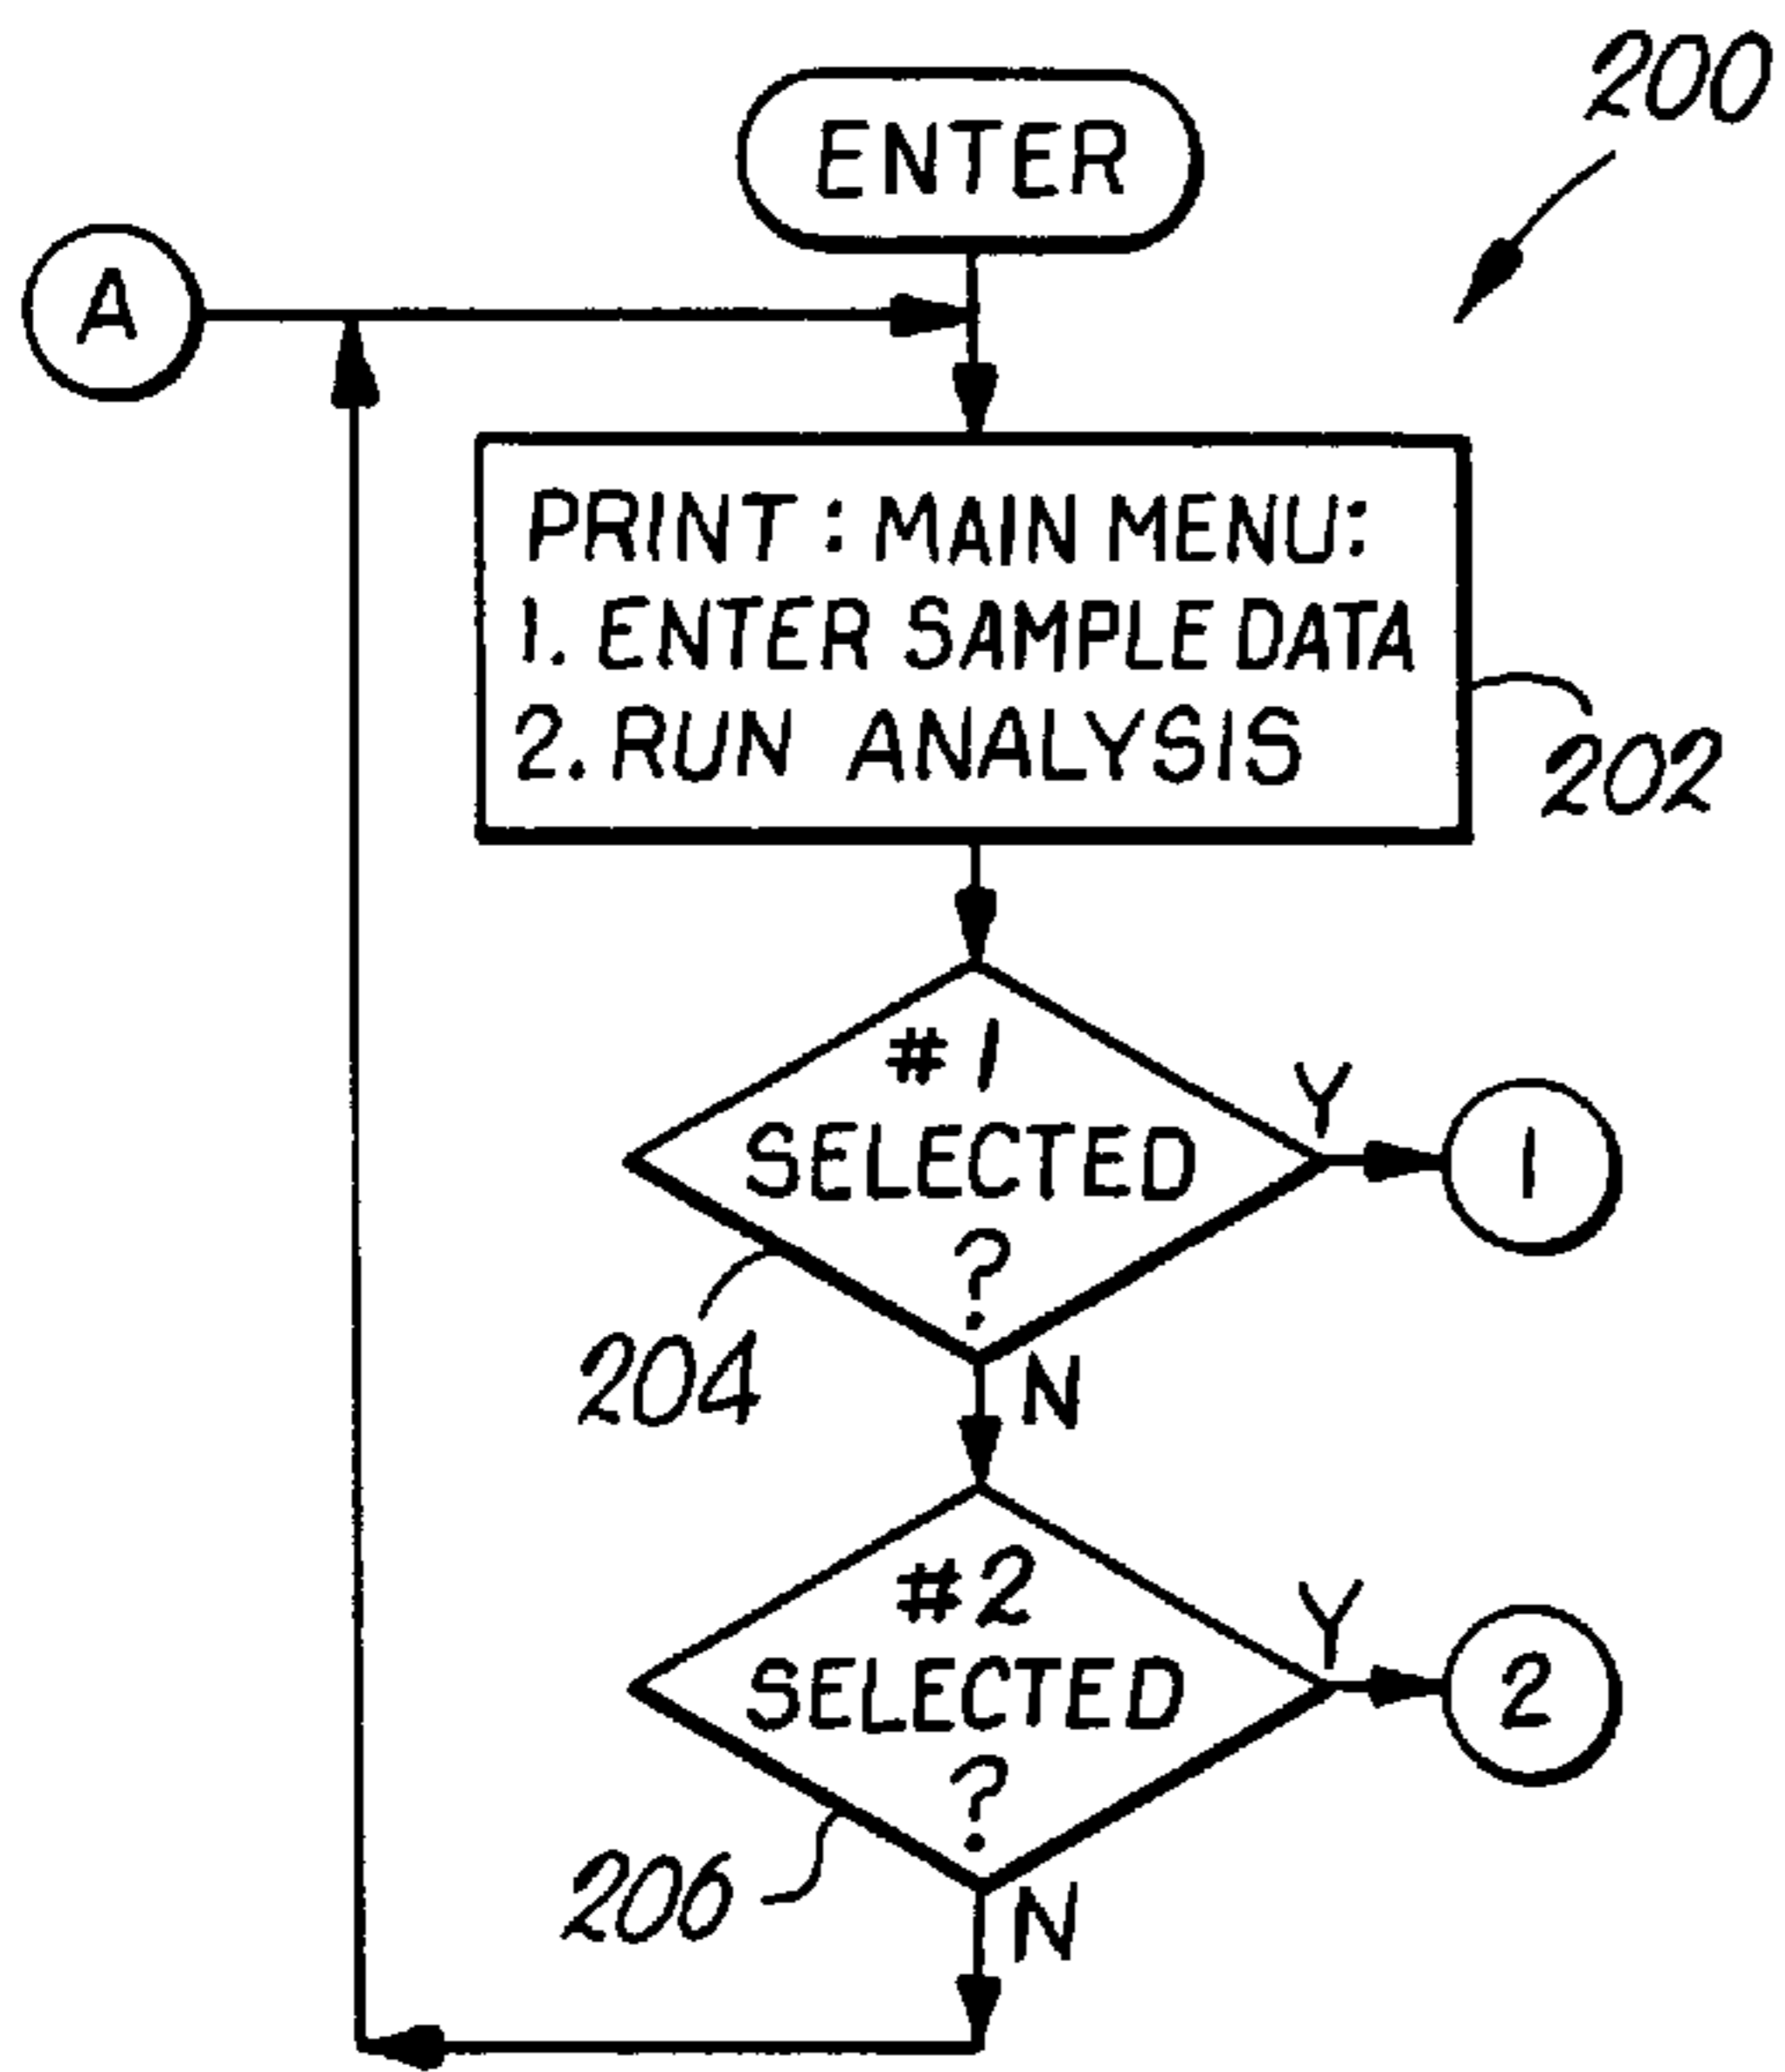 200
ENTER
A
PRINT : MAIN MENU:
1. ENTER SAMPLE DATA
2. RUN ANALYSIS
202
#1
SELECTED
?
Y
1
204
N
#2
SELECTED
?
Y
2
206
N